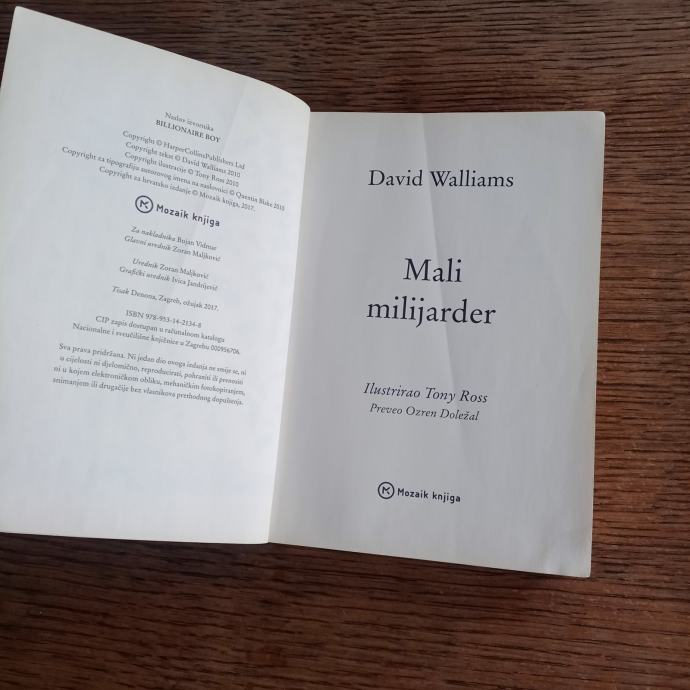 Naslov izvornika
BILLIONAIRE BOY
Copyright © HarperCollinsPublishers Ltd
Copyright tekst © David Walliams 2010
Copyright ilustracije © Tony Ross 2010
Copyright za tipografiju autorovog imena na naslovnici © Quentin Blake 2010
Copyright za hrvatsko izdanje © Mozaik knjiga, 2017.
Mozaik knjiga
Za nakladnika Bojan Vidmar
Glavni urednik Zoran Maljković
Urednik Zoran Maljković
Grafički urednik Ivica Jandrijević
Tisak Denona, Zagreb, ožujak 2017.
ISBN 978-953-14-2134-8
CIP zapis dostupan u računalnom kataloga
Nacionalne i sveučilišne knjižnice u Zagrebu 000956706.
Sva prava pridržana. Ni jedan dio ovoga izdanja ne smije se, ni
u cijelosti ni djelomično, reproducirati, pohraniti ili prenositi
ni u kojem elektroničkom obliku, mehaničkim fotokopiranjem,
snimanjem ili drugačije bez vlasnikova prethodnog dopuštenja.
David Walliams
Mali
milijarder
Ilustrirao Tony Ross
Preveo Ozren Doležal
Mozaik knjiga